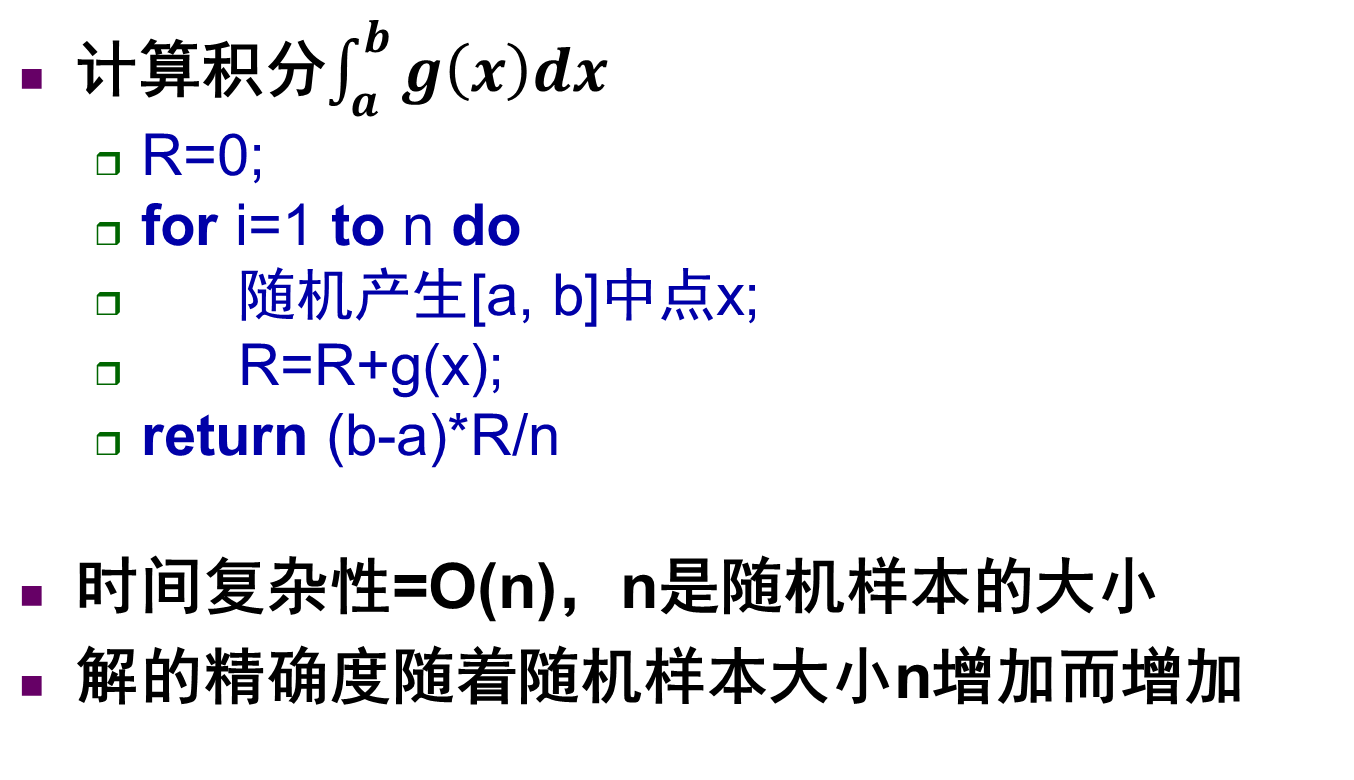 计算积分∫_a^b g(x)dx
R=0;
for i=1 to n do
随机产生[a, b]中点x;
R=R+g(x);
return (b-a)*R/n
时间复杂性=O(n)，n是随机样本的大小
解的精确度随着随机样本大小n增加而增加